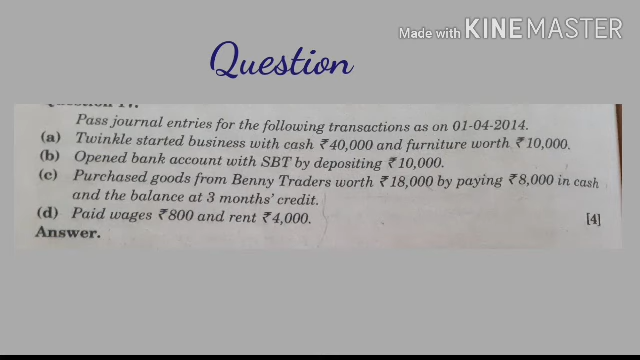 Made with KINEMASTER
Question
Pass journal entries for the following transactions as on 01-04-2014.
(a) Twinkle started business with cash ₹40,000 and furniture worth ₹10,000.
(b) Opened bank account with SBT by depositing ₹10,000.
(c) Purchased goods from Benny Traders worth ₹18,000 by paying ₹8,000 in cash
and the balance at 3 months' credit.
(d) Paid wages ₹800 and rent ₹4,000. [4]
Answer.